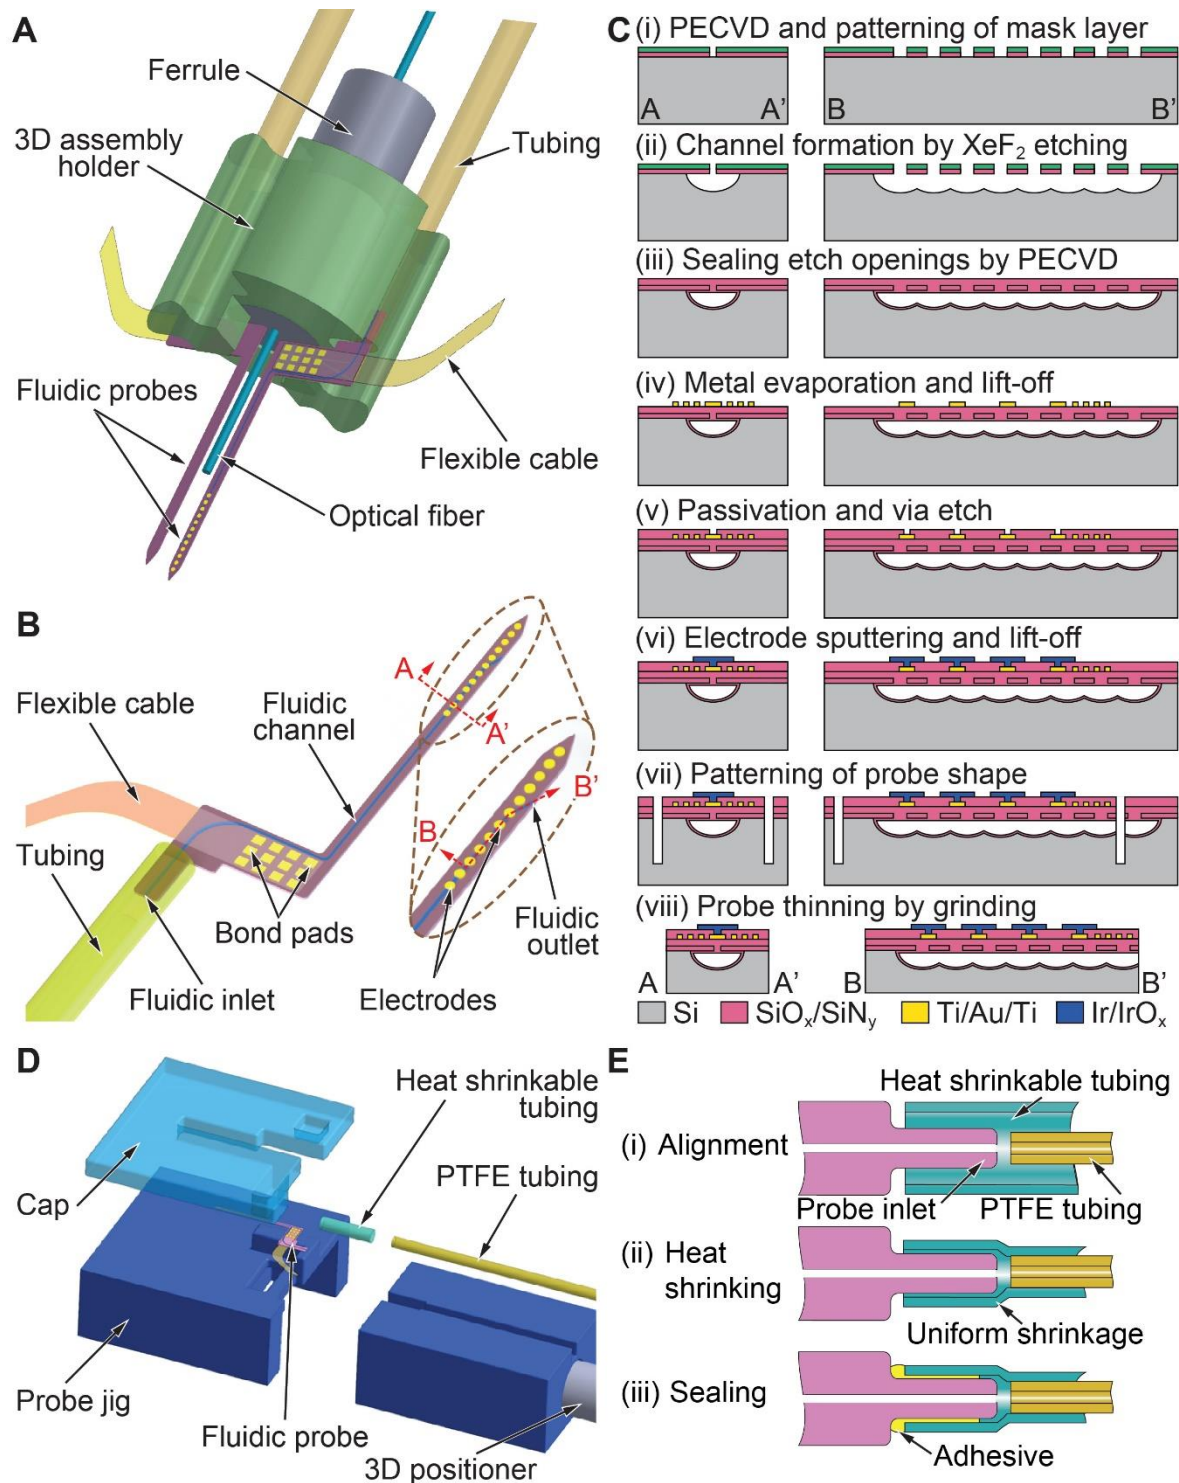 A
Ferrule
3D assembly
holder
Tubing
Fluidic probes
Flexible cable
Optical fiber
B
Flexible cable
Fluidic
channel
A
A'
B'
B
Tubing
Bond pads
Fluidic
outlet
Fluidic inlet
Electrodes
C
(i) PECVD and patterning of mask layer
A A' B B'
(ii) Channel formation by XeF2 etching
(iii) Sealing etch openings by PECVD
(iv) Metal evaporation and lift-off
(v) Passivation and via etch
(vi) Electrode sputtering and lift-off
(vii) Patterning of probe shape
(viii) Probe thinning by grinding
A A' B B'
Si SiOx/SiNy Ti/Au/Ti Ir/IrOx
D
Heat shrinkable
tubing
PTFE tubing
Cap
Probe jig
Fluidic probe
3D positioner
E
Heat shrinkable tubing
(i) Alignment
Probe inlet PTFE tubing
(ii) Heat
shrinking
Uniform shrinkage
(iii) Sealing
Adhesive